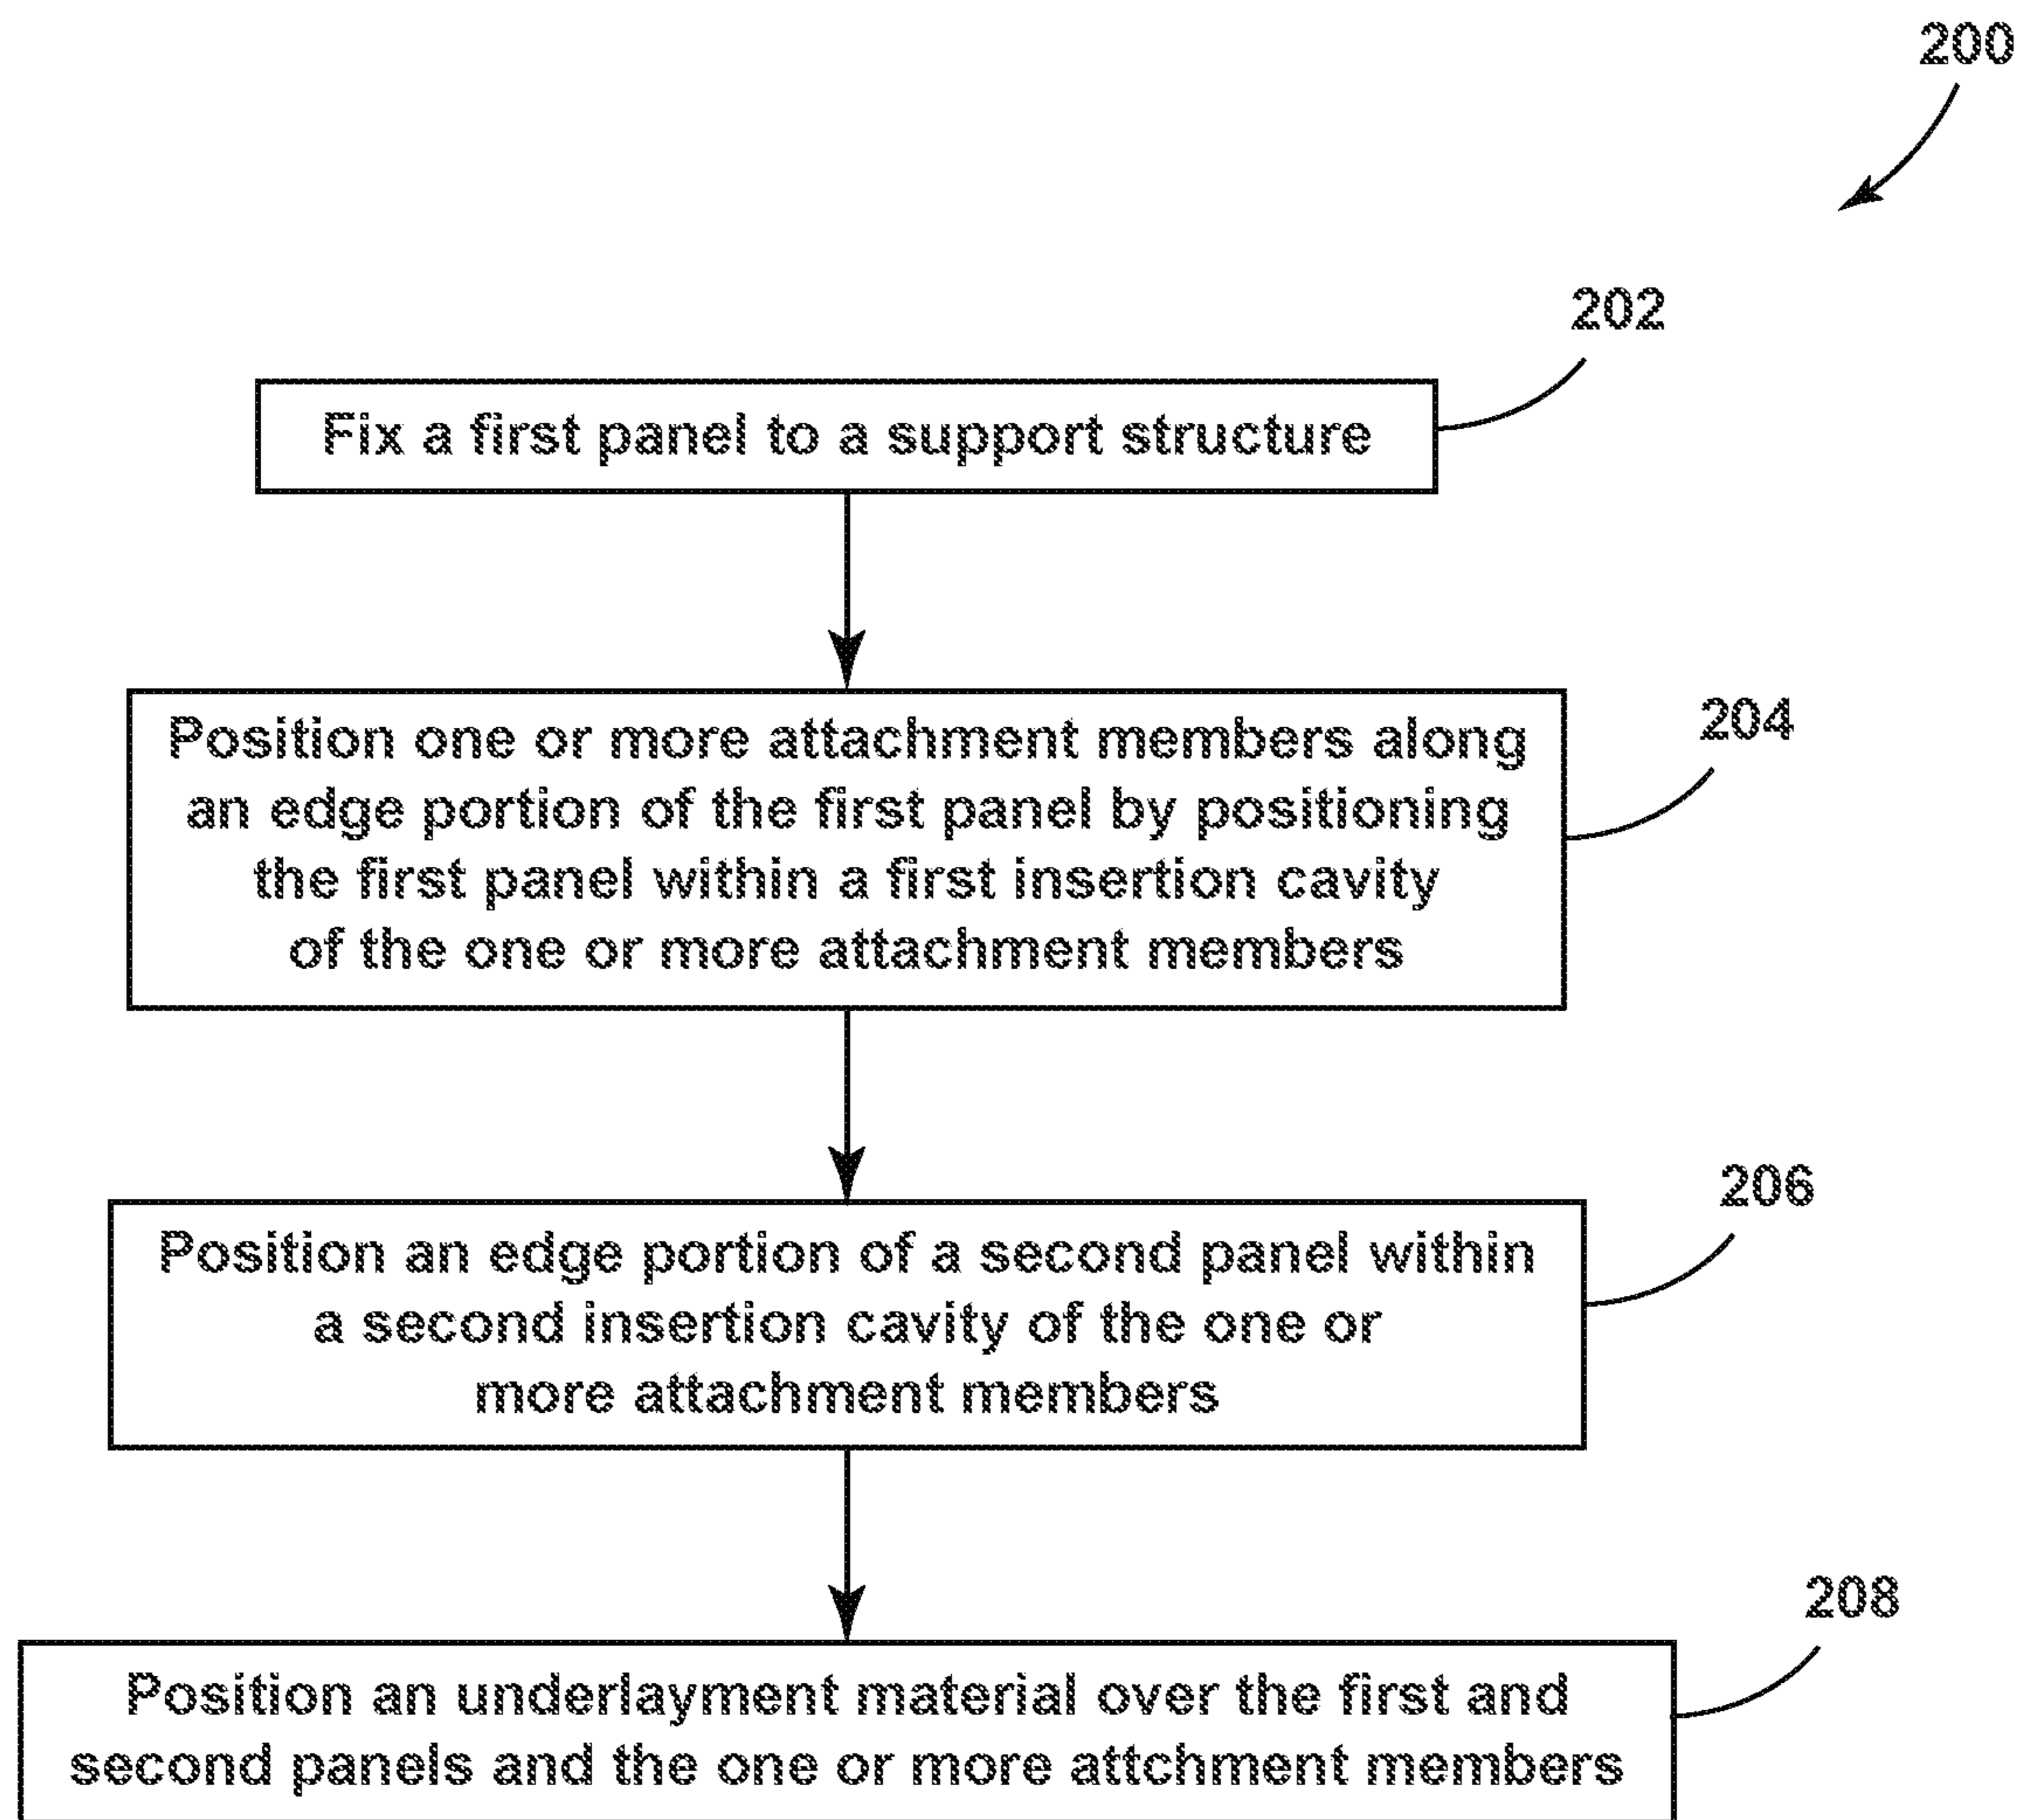 200
202
Fix a first panel to a support structure
204
Position one or more attachment members along
an edge portion of the first panel by positioning
the first panel within a first insertion cavity
of the one or more attachment members
206
Position an edge portion of a second panel within
a second insertion cavity of the one or
more attachment members
208
Position an underlayment material over the first and
second panels and the one or more attchment members